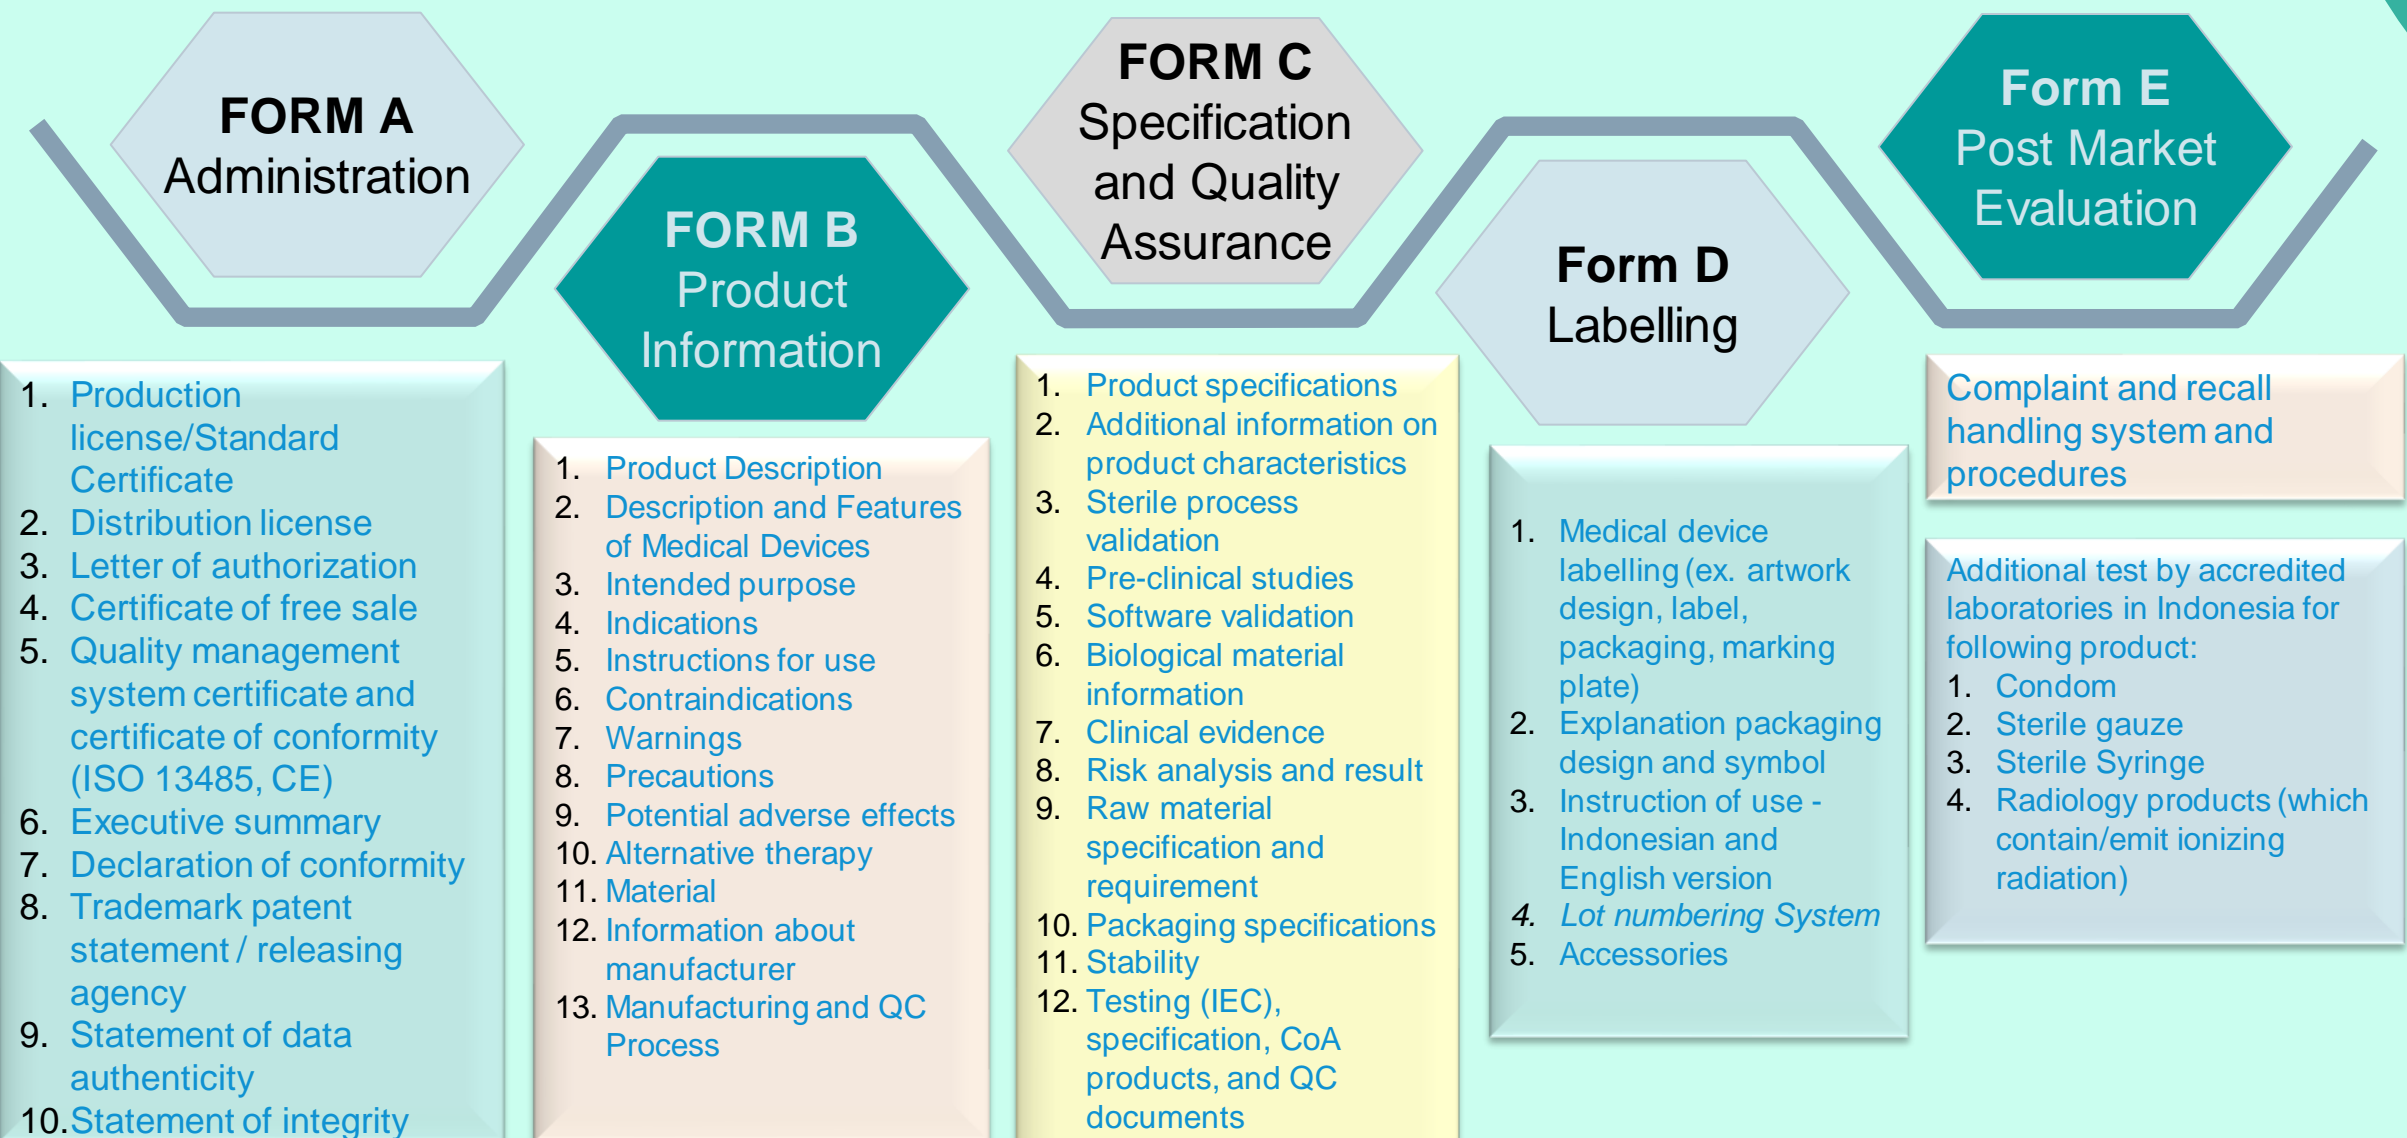 FORM A
Administration
1. Production
license/Standard
Certificate
2. Distribution license
3. Letter of authorization
4. Certificate of free sale
5. Quality management
system certificate and
certificate of conformity
(ISO 13485, CE)
6. Executive summary
7. Declaration of conformity
8. Trademark patent
statement / releasing
agency
9. Statement of data
authenticity
10. Statement of integrity
FORM B
Product
Information
1. Product Description
2. Description and Features
of Medical Devices
3. Intended purpose
4. Indications
5. Instructions for use
6. Contraindications
7. Warnings
8. Precautions
9. Potential adverse effects
10. Alternative therapy
11. Material
12. Information about
manufacturer
13. Manufacturing and QC
Process
FORM C
Specification
and Quality
Assurance
1. Product specifications
2. Additional information on
product characteristics
3. Sterile process
validation
4. Pre-clinical studies
5. Software validation
6. Biological material
information
7. Clinical evidence
8. Risk analysis and result
9. Raw material
specification and
requirement
10. Packaging specifications
11. Stability
12. Testing (IEC),
specification, CoA
products, and QC
documents
Form D
Labelling
1. Medical device
labelling (ex. artwork
design, label,
packaging, marking
plate)
2. Explanation packaging
design and symbol
3. Instruction of use -
Indonesian and
English version
4. Lot numbering System
5. Accessories
Form E
Post Market
Evaluation
Complaint and recall
handling system and
procedures
Additional test by accredited
laboratories in Indonesia for
following product:
1. Condom
2. Sterile gauze
3. Sterile Syringe
4. Radiology products (which
contain/emit ionizing
radiation)